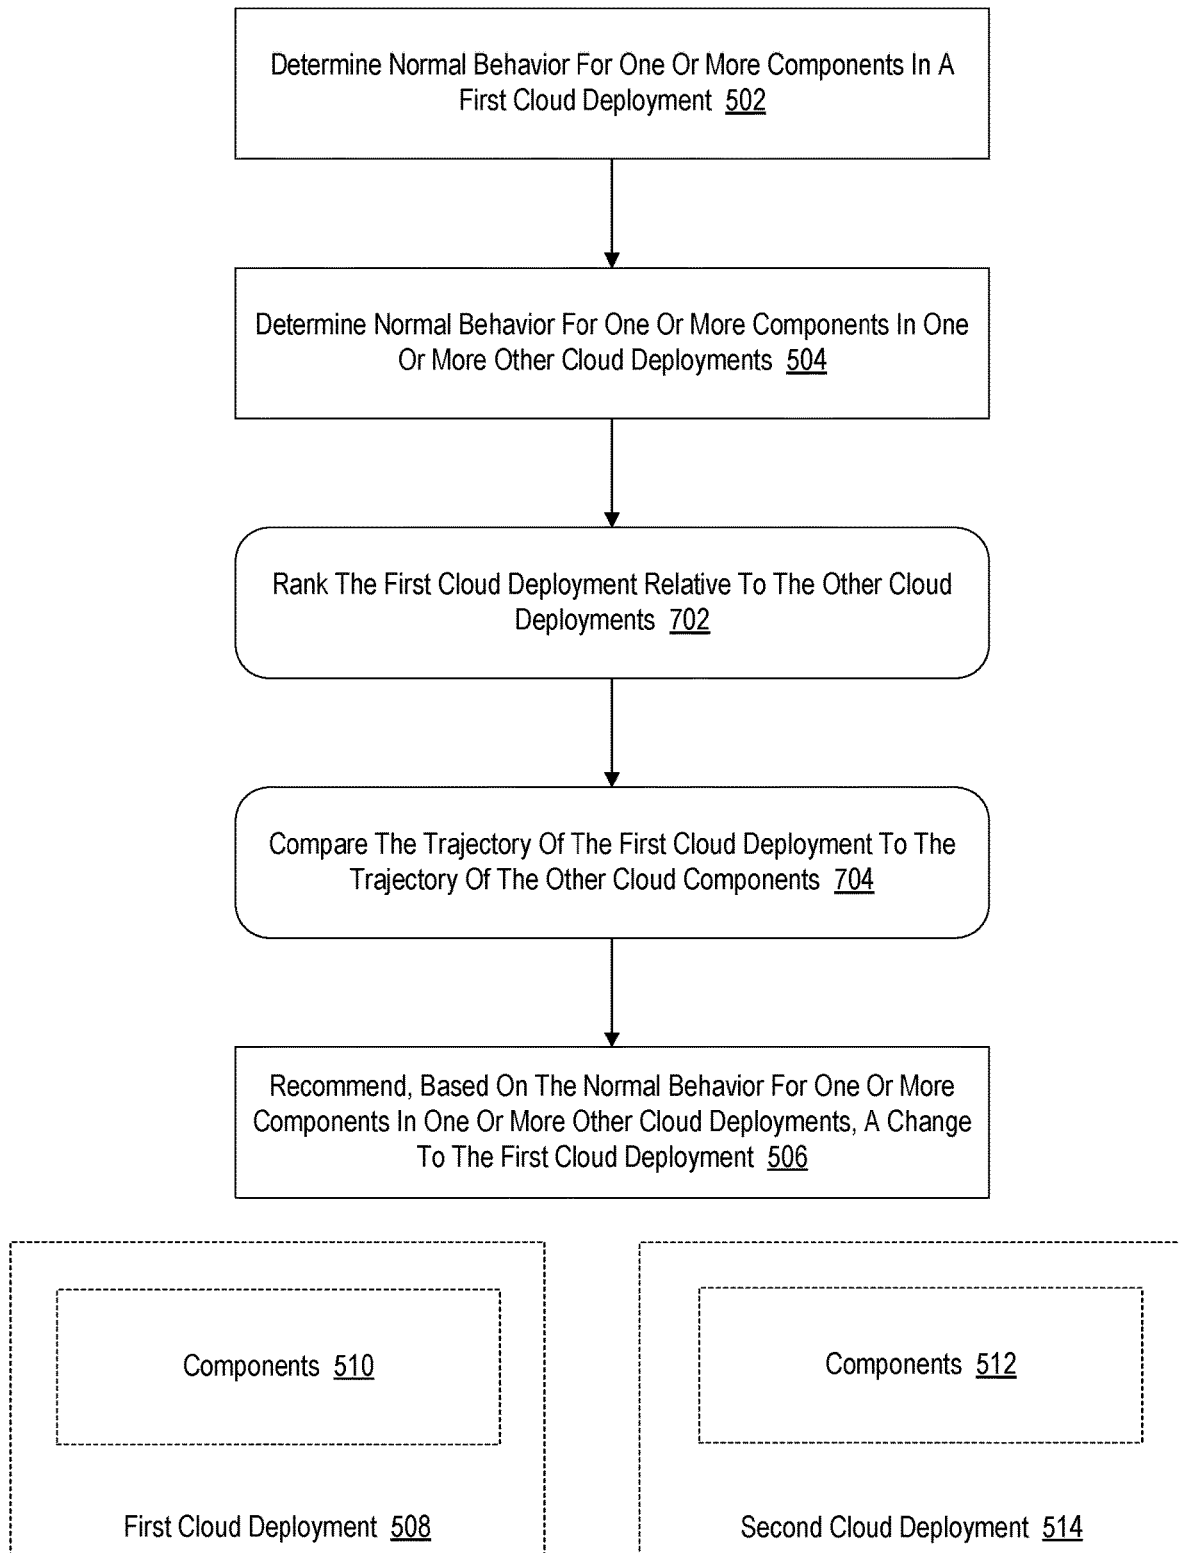 Determine Normal Behavior For One Or More Components In A
First Cloud Deployment 502
Determine Normal Behavior For One Or More Components In One
Or More Other Cloud Deployments 504
Rank The First Cloud Deployment Relative To The Other Cloud
Deployments 702
Compare The Trajectory Of The First Cloud Deployment To The
Trajectory Of The Other Cloud Components 704
Recommend, Based On The Normal Behavior For One Or More
Components In One Or More Other Cloud Deployments, A Change
To The First Cloud Deployment 506
Components 510
First Cloud Deployment 508
Components 512
Second Cloud Deployment 514